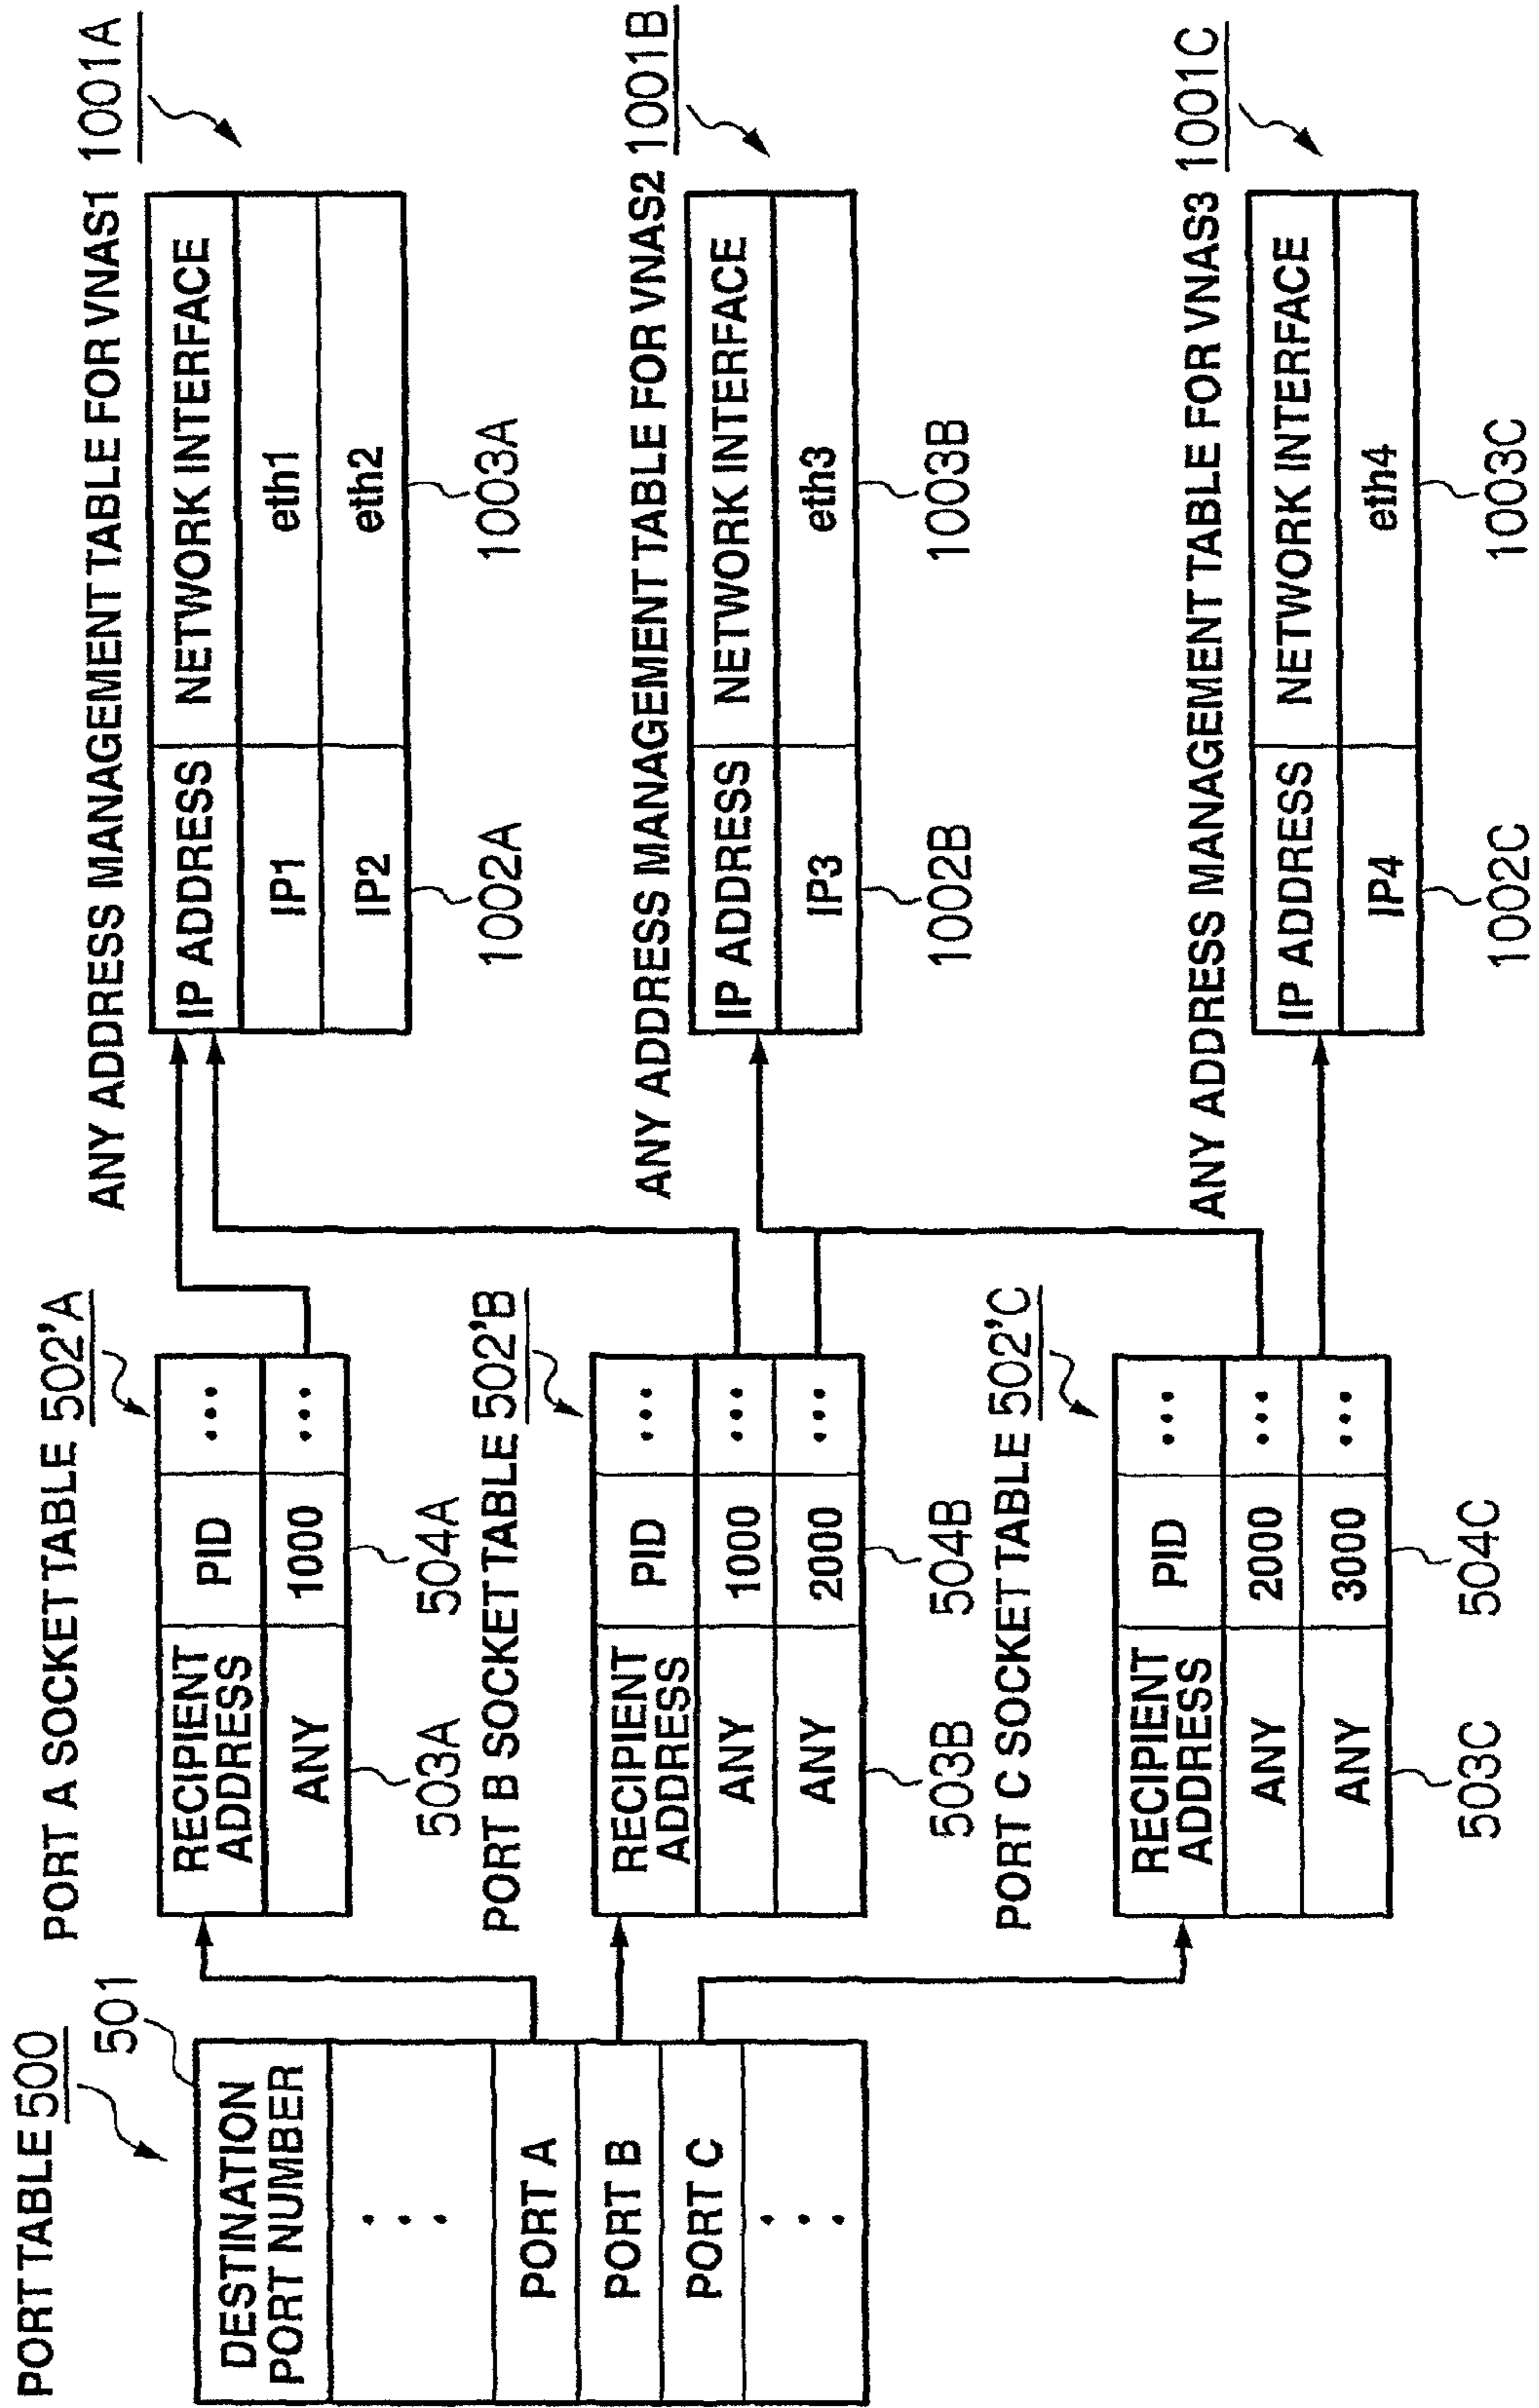 PORT TABLE 500
501
DESTINATION
PORT NUMBER
PORT A
PORT B
PORT C
PORT A SOCKET TABLE 502'A
RECIPIENT ADDRESS PID ...
ANY 1000 ...
503A 504A
PORT B SOCKET TABLE 502'B
RECIPIENT ADDRESS PID ...
ANY 1000 ...
ANY 2000 ...
503B 504B
PORT C SOCKET TABLE 502'C
RECIPIENT ADDRESS PID ...
ANY 2000 ...
ANY 3000 ...
503C 504C
ANY ADDRESS MANAGEMENT TABLE FOR VNAS1 1001A
IP ADDRESS NETWORK INTERFACE
IP1 eth1
IP2 eth2
1002A 1003A
ANY ADDRESS MANAGEMENT TABLE FOR VNAS2 1001B
IP ADDRESS NETWORK INTERFACE
IP3 eth3
1002B 1003B
ANY ADDRESS MANAGEMENT TABLE FOR VNAS3 1001C
IP ADDRESS NETWORK INTERFACE
IP4 eth4
1002C 1003C